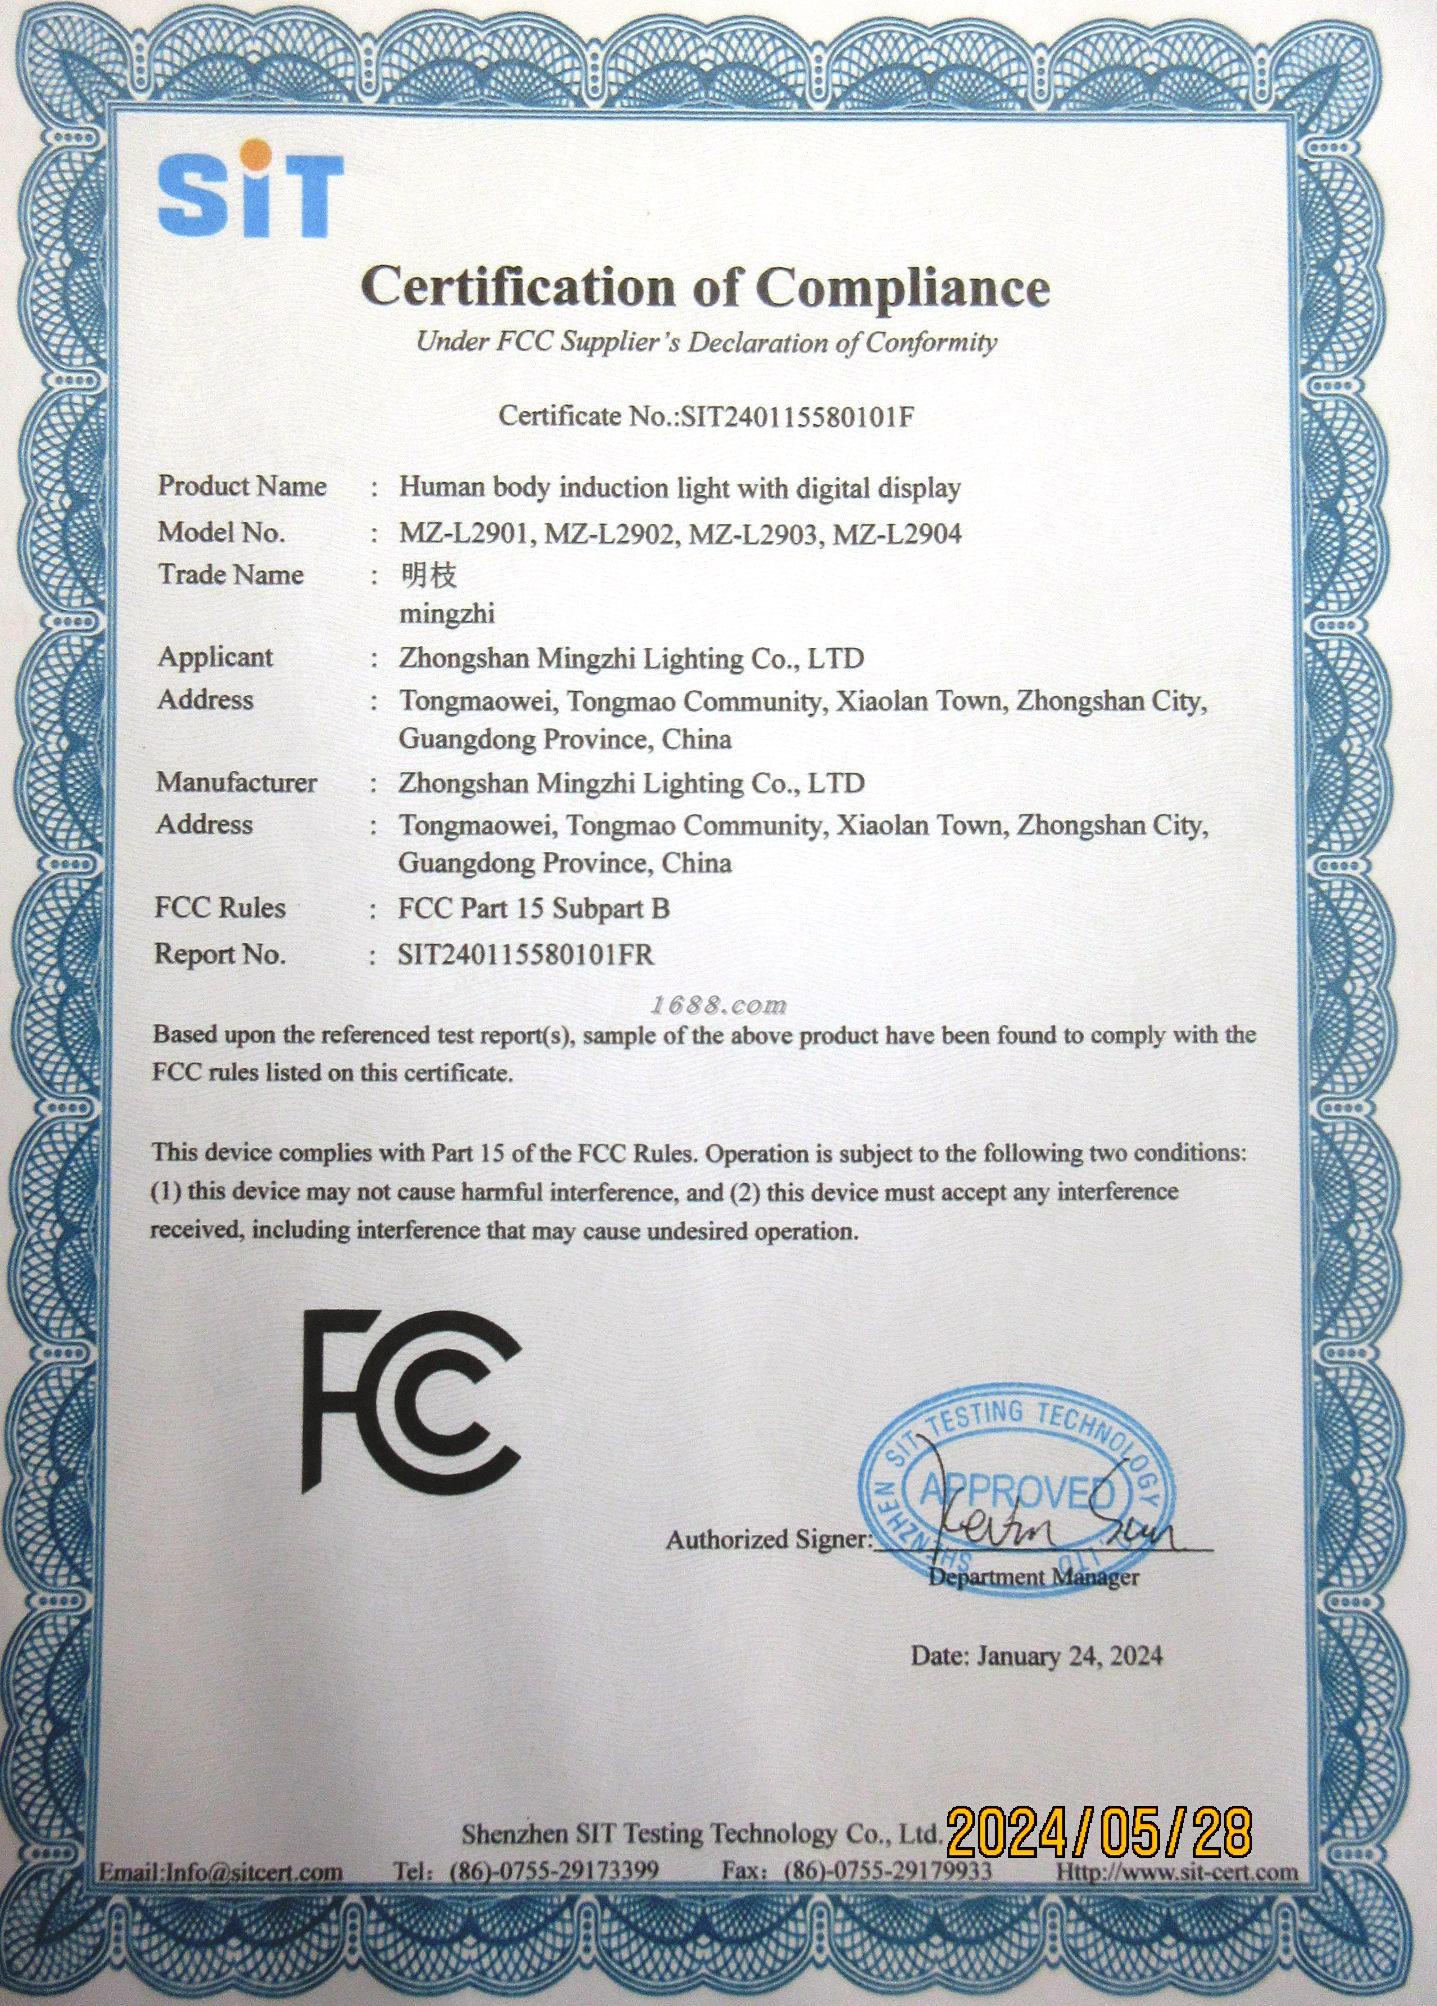 SiT
Certification of Compliance
Under FCC Supplier's Declaration of Conformity
Certificate No.:SIT240115580101F
Product Name : Human body induction light with digital display
Model No. : MZ-L2901, MZ-L2902, MZ-L2903, MZ-L2904
Trade Name : 明枝
mingzhi
Applicant : Zhongshan Mingzhi Lighting Co., LTD
Address : Tongmaowei, Tongmao Community, Xiaolan Town, Zhongshan City,
Guangdong Province, China
Manufacturer : Zhongshan Mingzhi Lighting Co., LTD
Address : Tongmaowei, Tongmao Community, Xiaolan Town, Zhongshan City,
Guangdong Province, China
FCC Rules : FCC Part 15 Subpart B
Report No. : SIT240115580101FR
1688.com
Based upon the referenced test report(s), sample of the above product have been found to comply with the
FCC rules listed on this certificate.
This device complies with Part 15 of the FCC Rules. Operation is subject to the following two conditions:
(1) this device may not cause harmful interference, and (2) this device must accept any interference
received, including interference that may cause undesired operation.
FCC
SHENZHEN SIT TESTING TECHNOLOGY LTD
APPROVED
Authorized Signer: Kevin Sun
Department Manager
Date: January 24, 2024
Shenzhen SIT Testing Technology Co., Ltd.
2024/05/28
Email:Info@sitcert.com Tel: (86)-0755-29173399 Fax: (86)-0755-29179933 Http://www.sit-cert.com